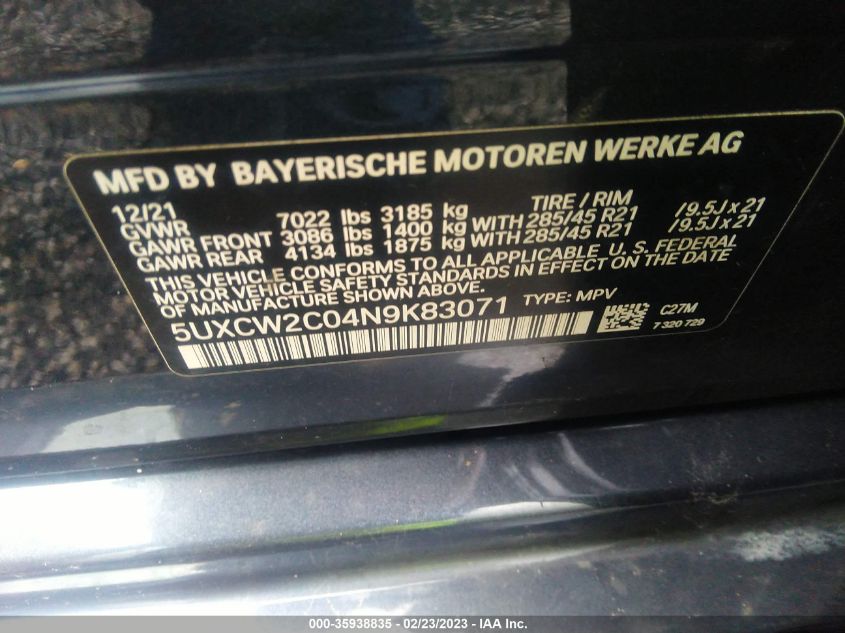 MFD BY BAYERISCHE MOTOREN WERKE AG
12/21 TIRE / RIM
GVWR 7022 lbs 3185 kg
GAWR FRONT 3086 lbs 1400 kg WITH 285/45 R21 /9.5J x 21
GAWR REAR 4134 lbs 1875 kg WITH 285/45 R21 /9.5J x 21
THIS VEHICLE CONFORMS TO ALL APPLICABLE U. S. FEDERAL
MOTOR VEHICLE SAFETY STANDARDS IN EFFECT ON THE DATE
OF MANUFACTURE SHOWN ABOVE.
5UXCW2C04N9K83071 TYPE: MPV
C27M
7 320 729
000-35938835 - 02/23/2023 - IAA Inc.